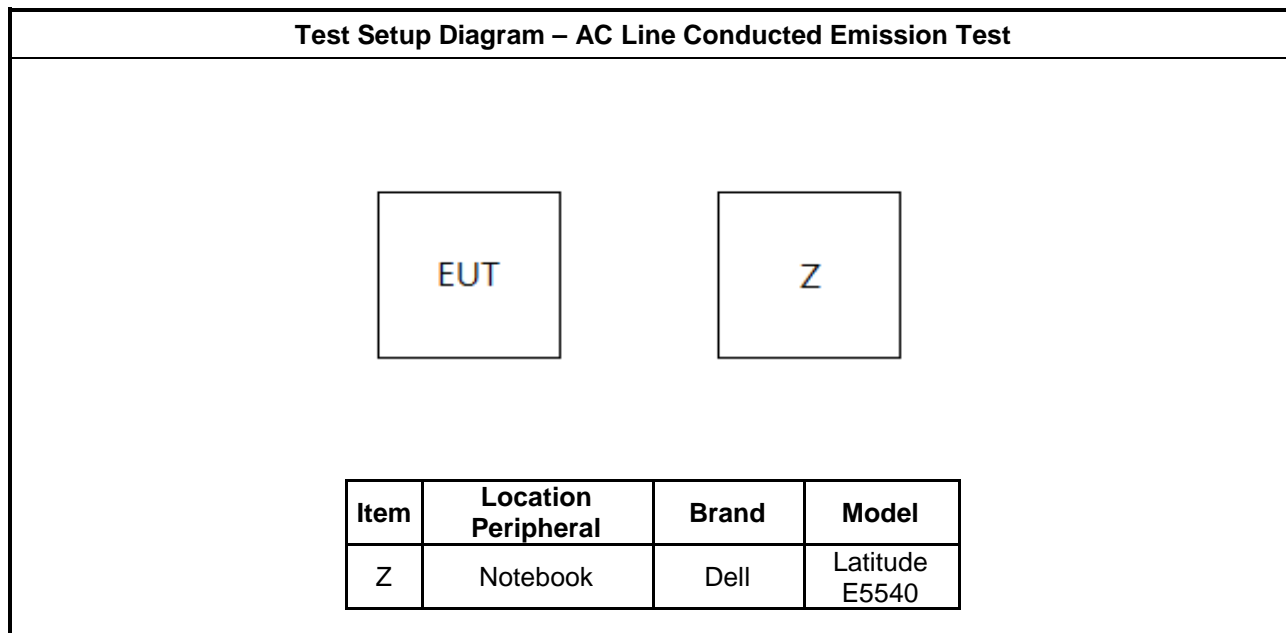 Test Setup Diagram – AC Line Conducted Emission Test
EUT
Z
Item
Location
Peripheral
Brand
Model
Z
Notebook
Dell
Latitude
E5540